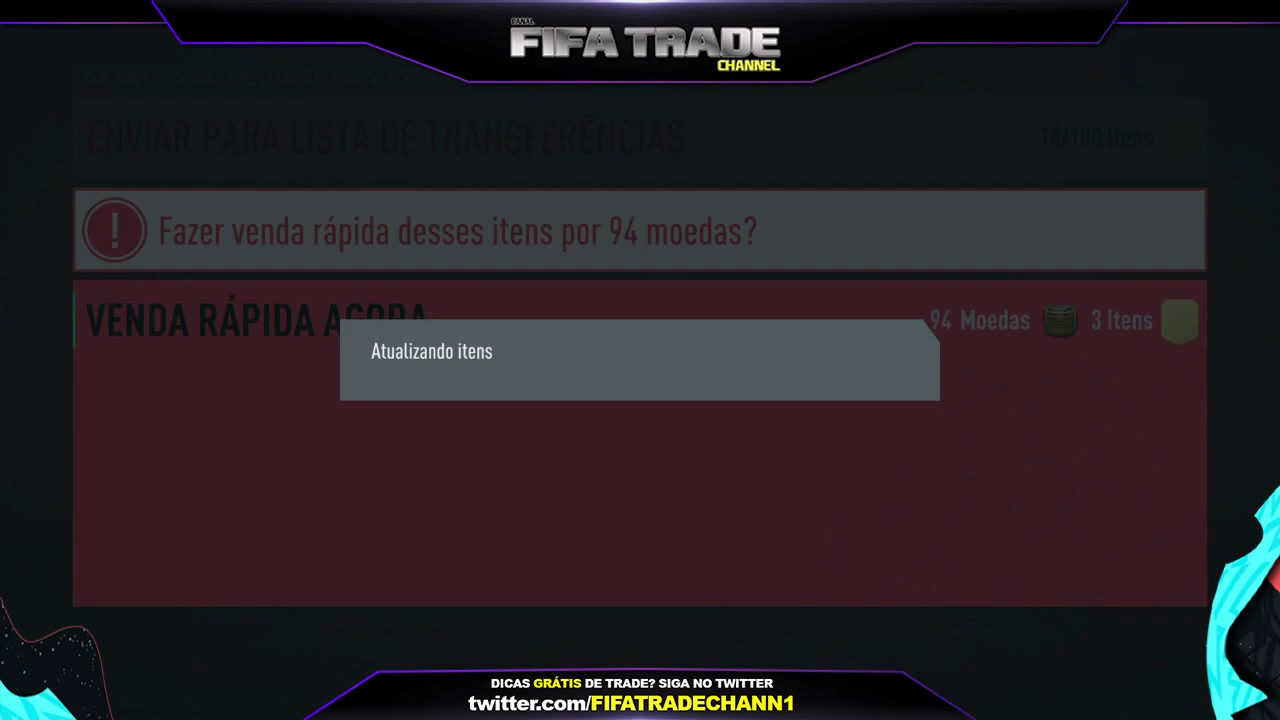 CANAL
FIFA TRADE
CHANNEL
ENVIAR PARA LISTA DE TRANSFERÊNCIAS
16/100 itens
Fazer venda rápida desses itens por 94 moedas?
VENDA RÁPIDA AGORA
94 Moedas
3 Itens
Atualizando itens
DICAS GRÁTIS DE TRADE? SIGA NO TWITTER
twitter.com/FIFATRADECHANN1